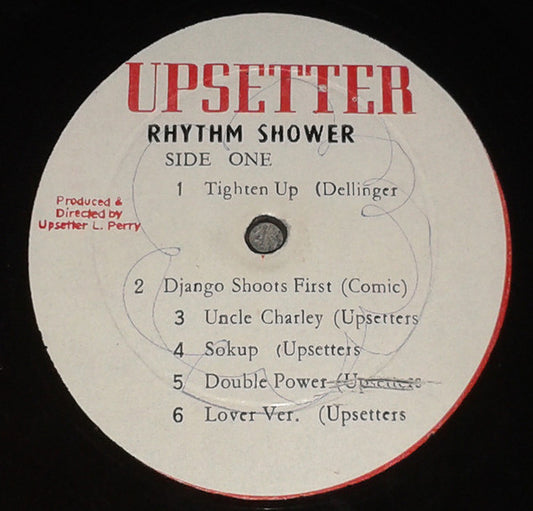 UPSETTER
RHYTHM SHOWER
SIDE ONE
1 Tighten Up (Dellinger
Produced &
Directed by
Upsetter L. Perry
2 Django Shoots First (Comic)
3 Uncle Charley (Upsetters
4 Sokup (Upsetters
5 Double Power (Upsetters
6 Lover Ver. (Upsetters